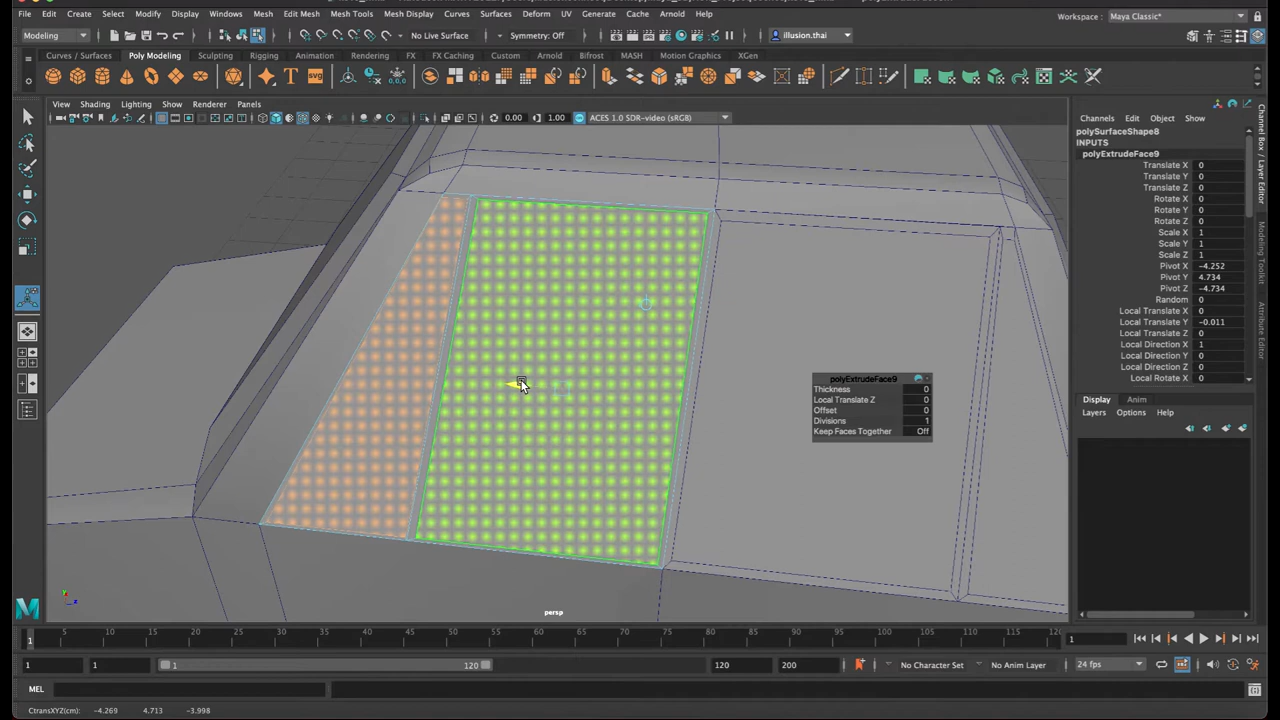 File Edit Create Select Modify Display Windows Mesh Edit Mesh Mesh Tools Mesh Display Curves Surfaces Deform UV Generate Cache Arnold Help
Workspace: Maya Classic*
Modeling No Live Surface Symmetry: Off illusion.thai
Curves / Surfaces Poly Modeling Sculpting Rigging Animation Rendering FX FX Caching Custom Arnold Bifrost MASH Motion Graphics XGen
View Shading Lighting Show Renderer Panels
0.00 1.00 ACES 1.0 SDR-video (sRGB)
Channels Edit Object Show
polySurfaceShape8
INPUTS
polyExtrudeFace9
Translate X 0
Translate Y 0
Translate Z 0
Rotate X 0
Rotate Y 0
Rotate Z 0
Scale X 1
Scale Y 1
Scale Z 1
Pivot X -4.252
Pivot Y 4.734
Pivot Z -4.734
Random 0
Local Translate X 0
Local Translate Y -0.011
Local Translate Z 0
Local Direction X 1
Local Direction Y 0
Local Direction Z 0
Local Rotate X 0
Channel Box / Layer Editor
Modeling Toolkit
Attribute Editor
polyExtrudeFace9
Thickness 0
Local Translate Z 0
Offset 0
Divisions 1
Keep Faces Together Off
Display Anim
Layers Options Help
persp
1 5 10 15 20 25 30 35 40 45 50 55 60 65 70 75 80 85 90 95 100 105 110 115 120
1
1 1 1 120 120 200 No Character Set No Anim Layer 24 fps
MEL
CtransXYZ(cm) -4.269 4.713 -3.998